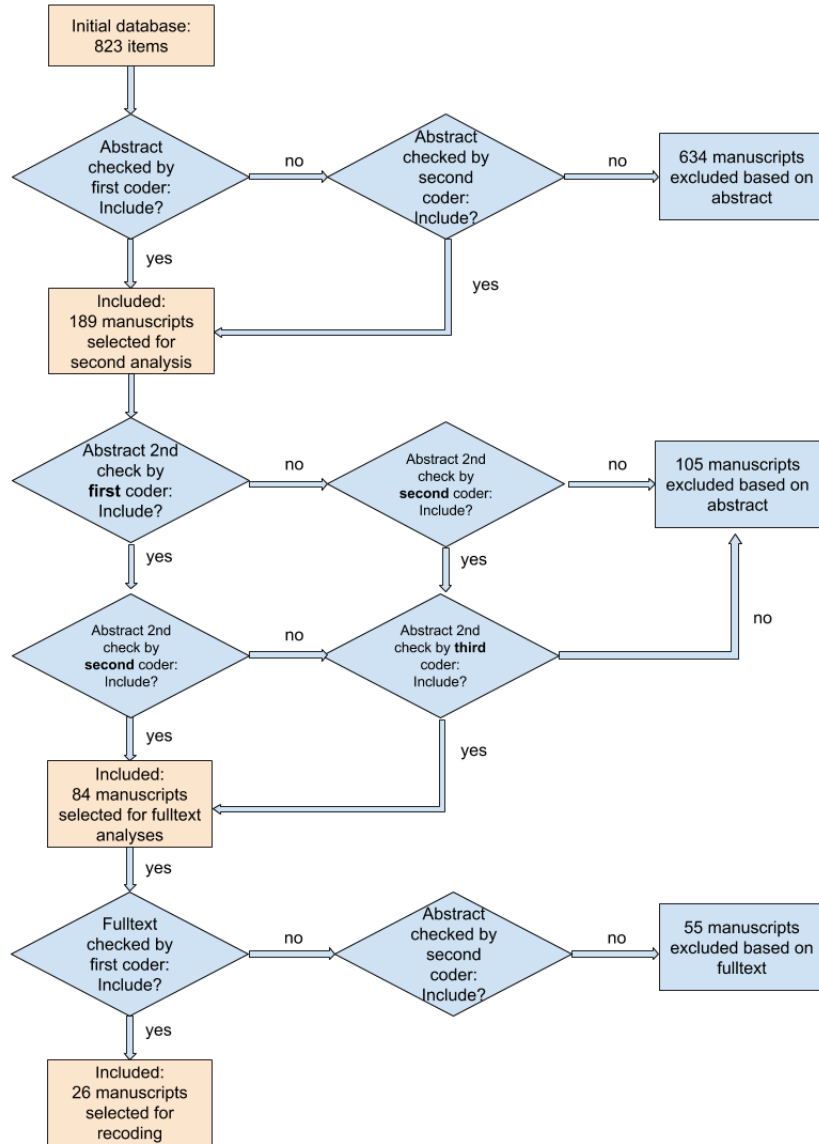 Initial database:
823 items
Abstract
checked by
first coder:
Include?
no
Abstract
checked by
second
coder:
Include?
no
634 manuscripts
excluded based on
abstract
yes
yes
Included:
189 manuscripts
selected for
second analysis
Abstract 2nd
check by
first coder:
Include?
no
Abstract 2nd
check by
second coder:
Include?
no
105 manuscripts
excluded based on
abstract
yes
yes
Abstract 2nd
check by
second coder:
Include?
no
Abstract 2nd
check by third
coder:
Include?
no
yes
yes
Included:
84 manuscripts
selected for fulltext
analyses
yes
Fulltext
checked by
first coder:
Include?
no
Abstract
checked by
second
coder:
Include?
no
55 manuscripts
excluded based on
fulltext
yes
Included:
26 manuscripts
selected for
recoding